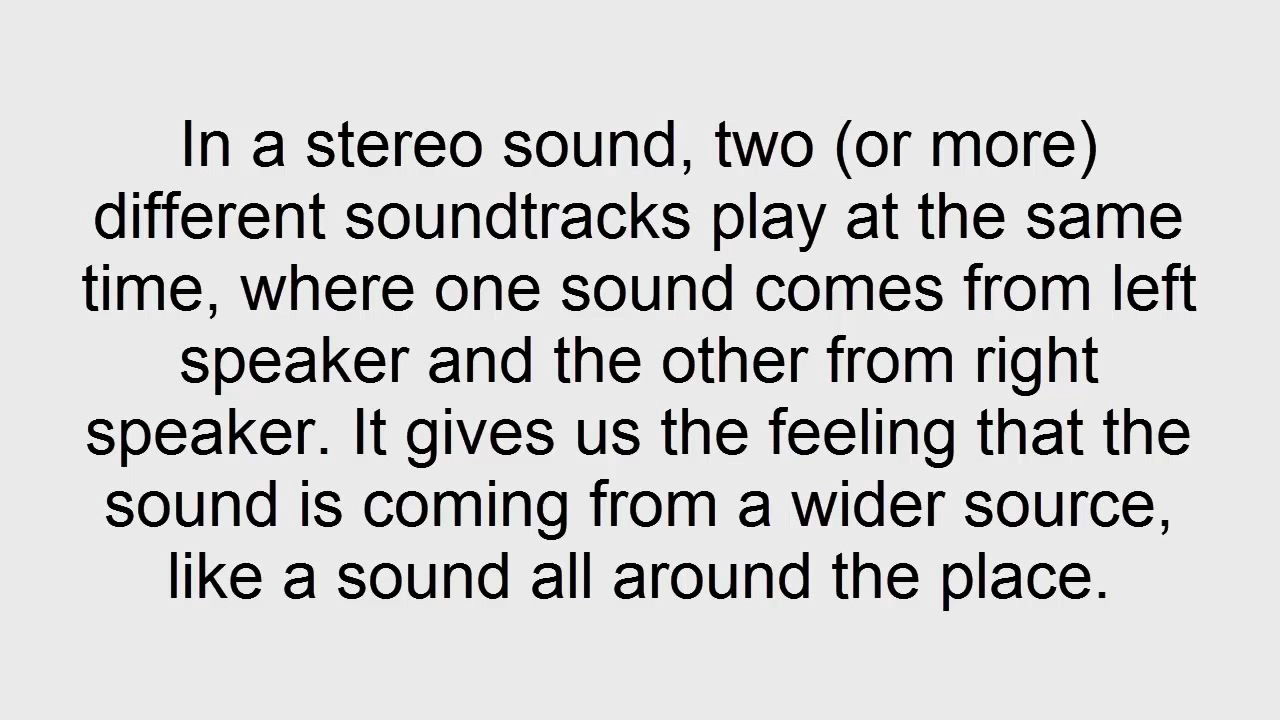 In a stereo sound, two (or more)
different soundtracks play at the same
time, where one sound comes from left
speaker and the other from right
speaker. It gives us the feeling that the
sound is coming from a wider source,
like a sound all around the place.